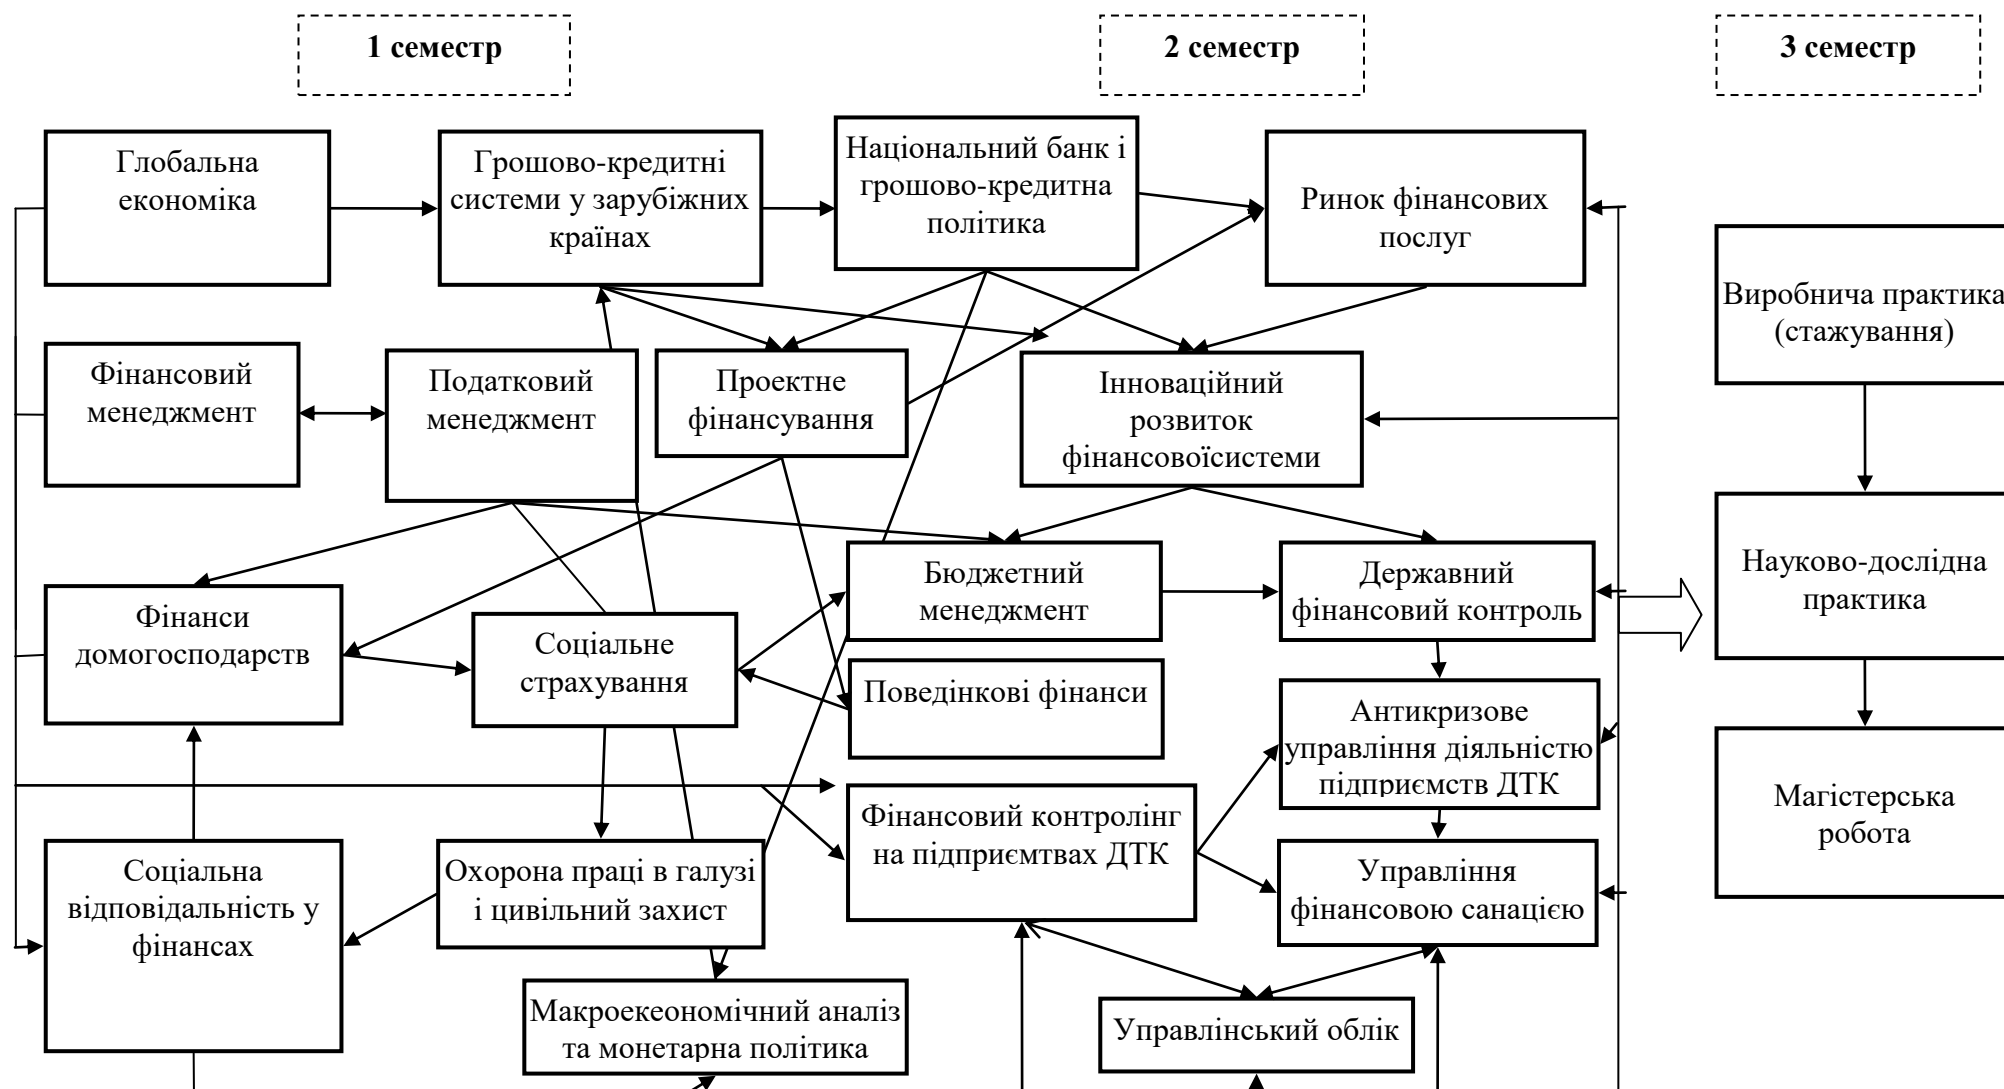 1 семестр
2 семестр
3 семестр
Глобальна
економіка
Грошово-кредитні
системи у зарубіжних
країнах
Національний банк і
грошово-кредитна
політика
Ринок фінансових
послуг
Виробнича практика
(стажування)
Фінансовий
менеджмент
Податковий
менеджмент
Проектне
фінансування
Інноваційний
розвиток
фінансовоїсистеми
Бюджетний
менеджмент
Державний
фінансовий контроль
Науково-дослідна
практика
Фінанси
домогосподарств
Соціальне
страхування
Поведінкові фінанси
Антикризове
управління діяльністю
підприємств ДТК
Магістерська
робота
Фінансовий контролінг
на підприємтвах ДТК
Соціальна
відповідальність у
фінансах
Охорона праці в галузі
і цивільний захист
Управління
фінансовою санацією
Макроекеономічний аналіз
та монетарна політика
Управлінський облік